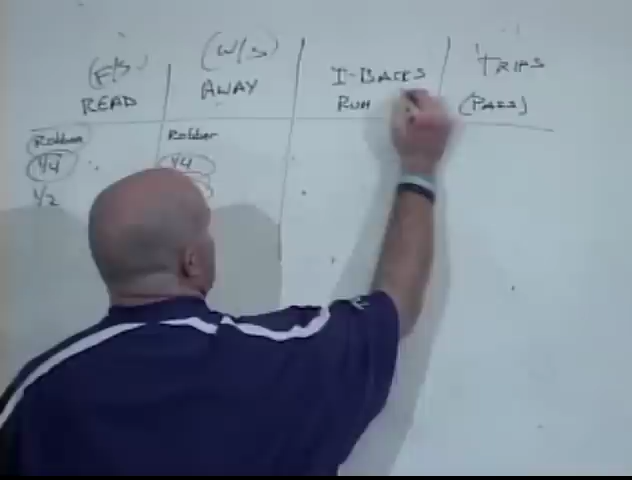 (F/S) (W/S)
READ AWAY I-BACKS TRIPS
RUN (PASS)
Robber Robber
1/4 1/4
1/2